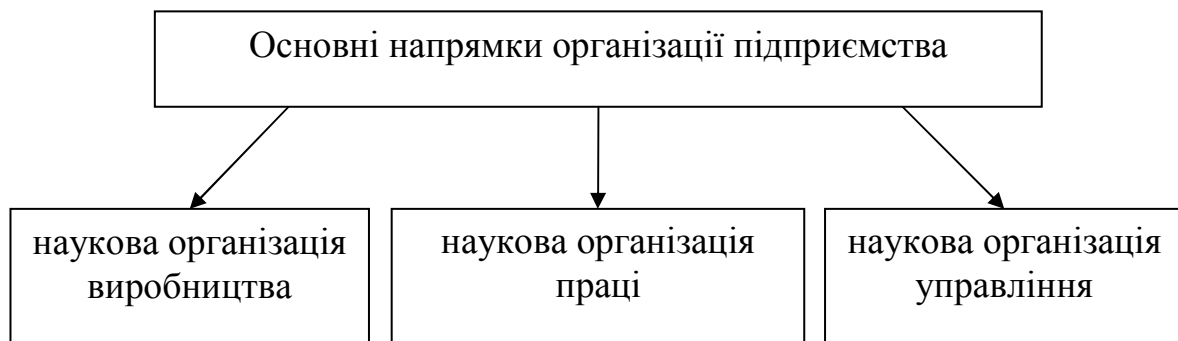 Основні напрямки організації підприємства
наукова організація
виробництва
наукова організація
праці
наукова організація
управління